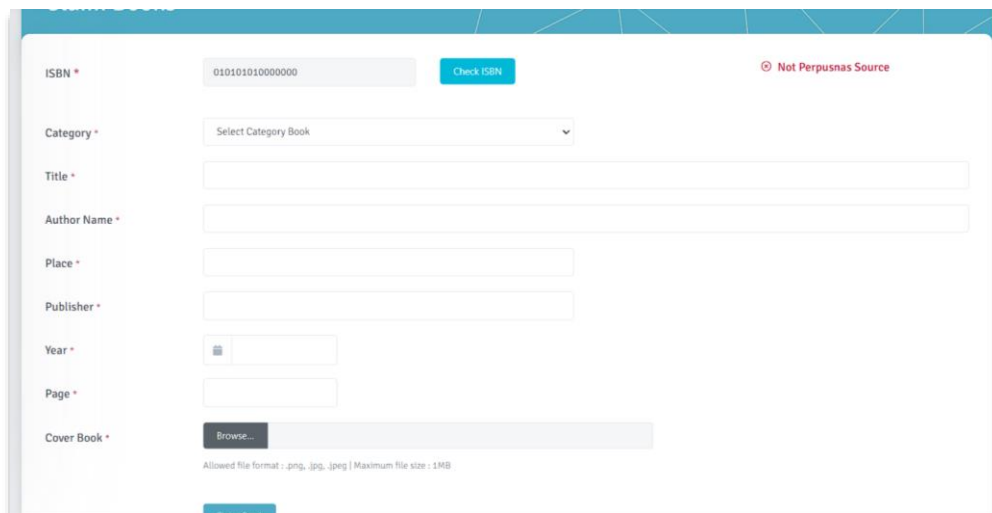 ISBN *
010101010000000
Check ISBN
Not Perpusnas Source
Category *
Select Category Book
Title *
Author Name *
Place *
Publisher *
Year *
Page *
Cover Book *
Browse...
Allowed file format : .png, .jpg, .jpeg | Maximum file size : 1MB